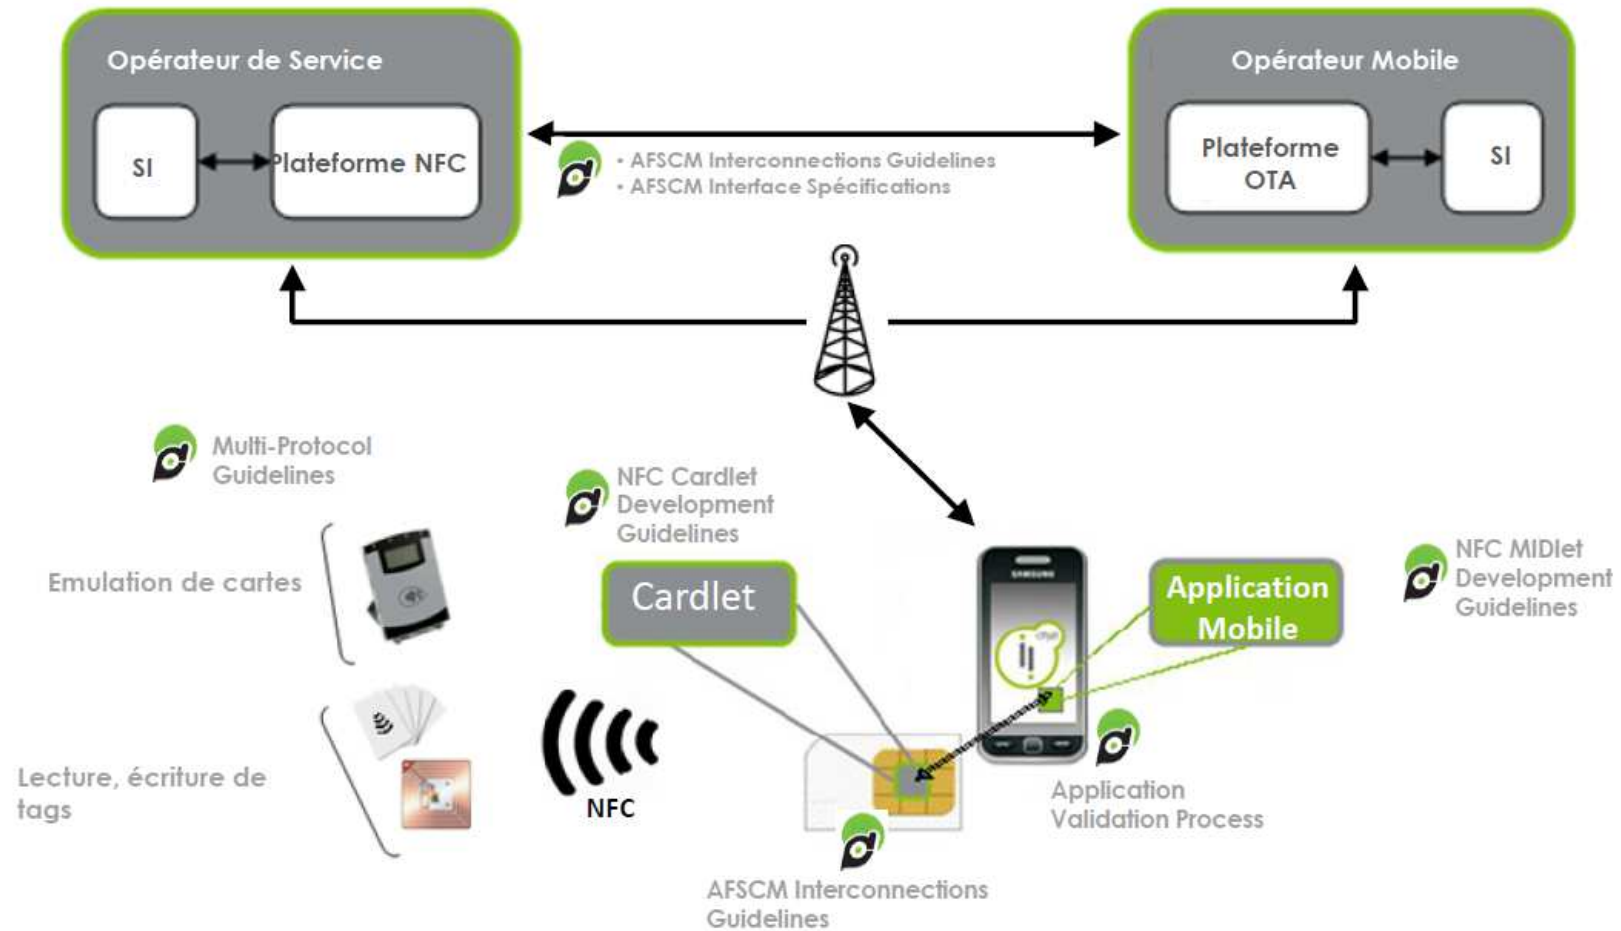 Opérateur de Service
SI
Plateforme NFC
Opérateur Mobile
Plateforme
OTA
SI
• AFSCM Interconnections Guidelines
• AFSCM Interface Spécifications
Multi-Protocol
Guidelines
NFC Cardlet
Development
Guidelines
NFC MIDlet
Development
Guidelines
Emulation de cartes
Cardlet
SAMSUNG
Application
Mobile
Lecture, écriture de
tags
NFC
Application
Validation Process
AFSCM Interconnections
Guidelines